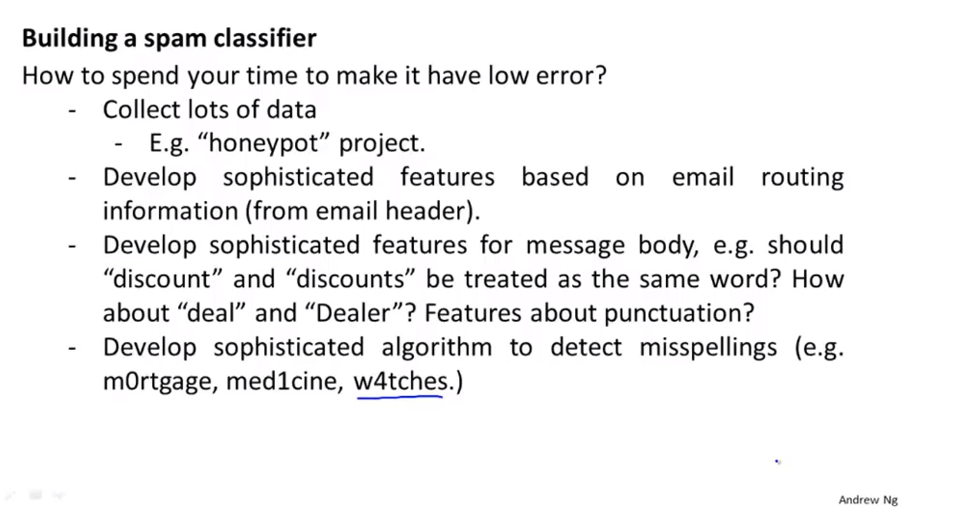 Building a spam classifier
How to spend your time to make it have low error?
- Collect lots of data
- E.g. “honeypot” project.
- Develop sophisticated features based on email routing
information (from email header).
- Develop sophisticated features for message body, e.g. should
“discount” and “discounts” be treated as the same word? How
about “deal” and “Dealer”? Features about punctuation?
- Develop sophisticated algorithm to detect misspellings (e.g.
m0rtgage, med1cine, w4tches.)
Andrew Ng